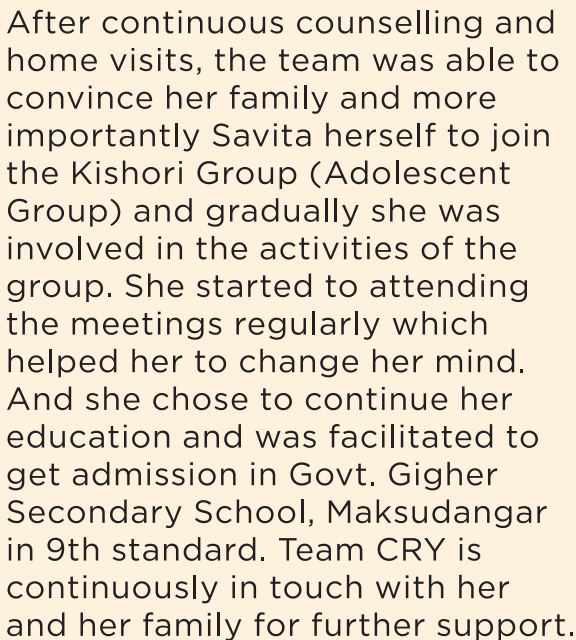 After continuous counselling and
home visits, the team was able to
convince her family and more
importantly Savita herself to join
the Kishori Group (Adolescent
Group) and gradually she was
involved in the activities of the
group. She started to attending
the meetings regularly which
helped her to change her mind.
And she chose to continue her
education and was facilitated to
get admission in Govt. Gigher
Secondary School, Maksudangar
in 9th standard. Team CRY is
continuously in touch with her
and her family for further support.